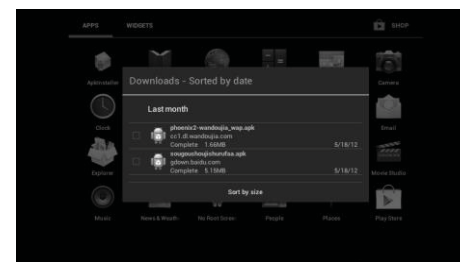 APPS WIDGETS SHOP
ApkInstaller Camera
Downloads - Sorted by date
Last month
phoenix2-wandoujia_wap.apk
cc1.dl.wandoujia.com
Complete 1.66MB 5/18/12
sougoushoujishurufaa.apk
gdown.baidu.com
Complete 5.15MB 5/18/12
Sort by size
Clock Email
Explorer Movie Studio
Music News & Weath People Places Play Store